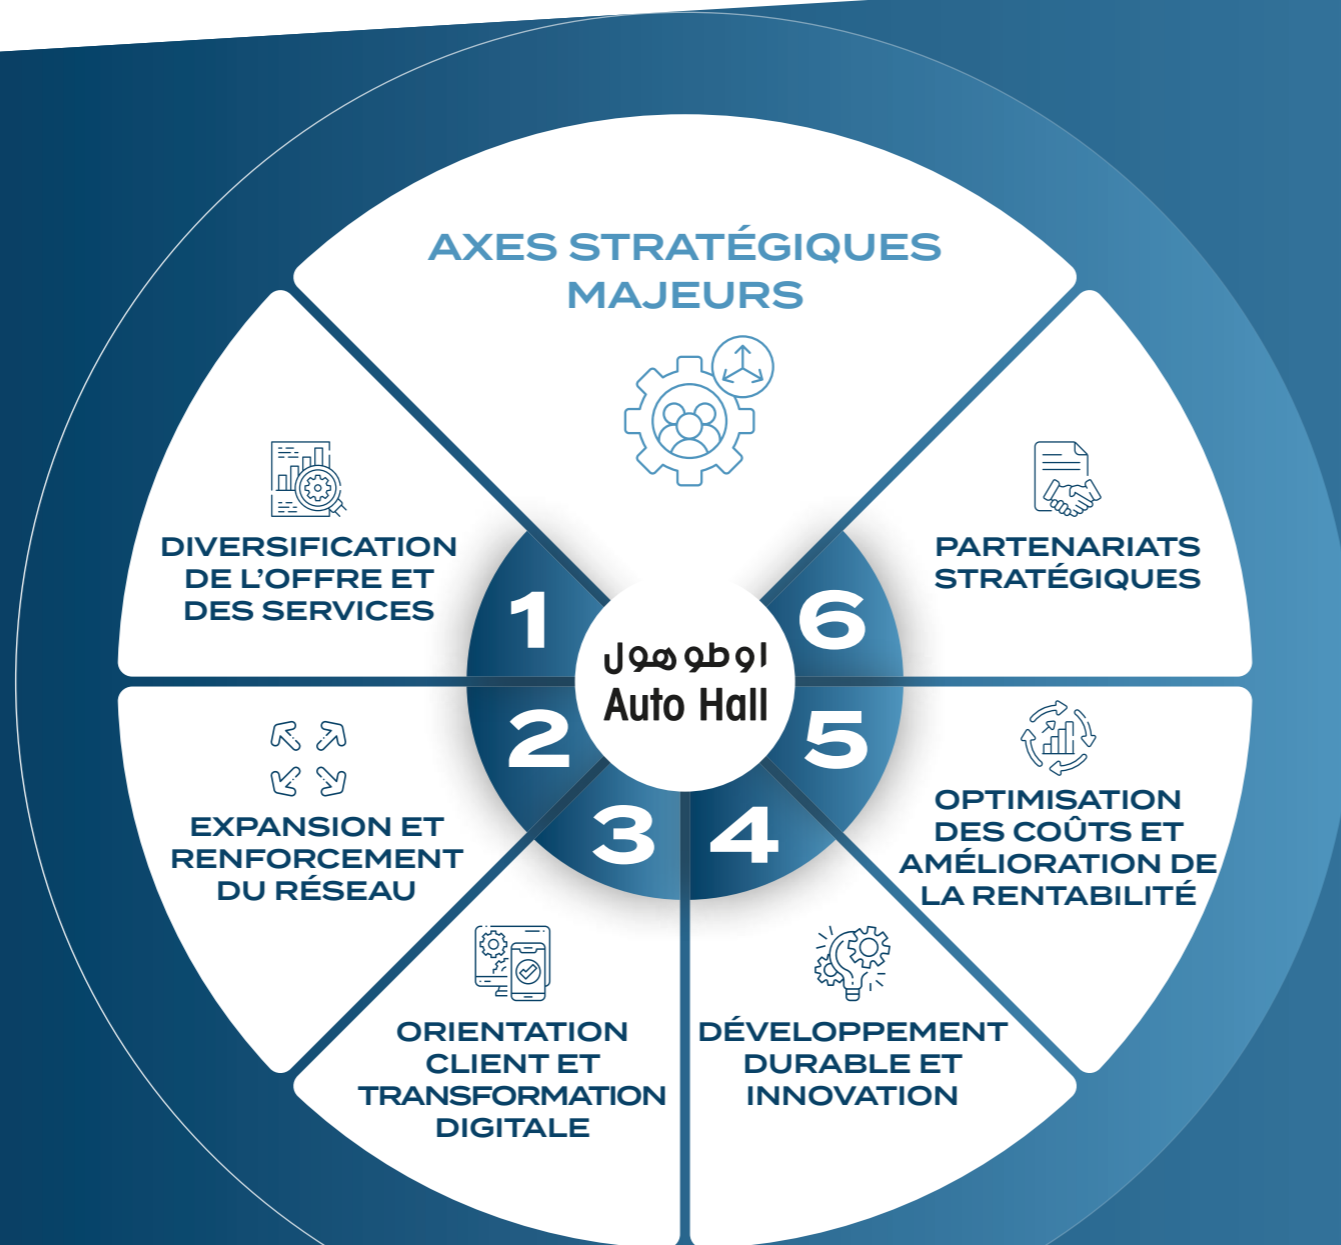 AXES STRATÉGIQUES
MAJEURS
1
DIVERSIFICATION
DE L’OFFRE ET
DES SERVICES
2
EXPANSION ET
RENFORCEMENT
DU RÉSEAU
3
ORIENTATION
CLIENT ET
TRANSFORMATION
DIGITALE
4
DÉVELOPPEMENT
DURABLE ET
INNOVATION
5
OPTIMISATION
DES COÛTS ET
AMÉLIORATION DE
LA RENTABILITÉ
6
PARTENARIATS
STRATÉGIQUES
اوطو هول
Auto Hall